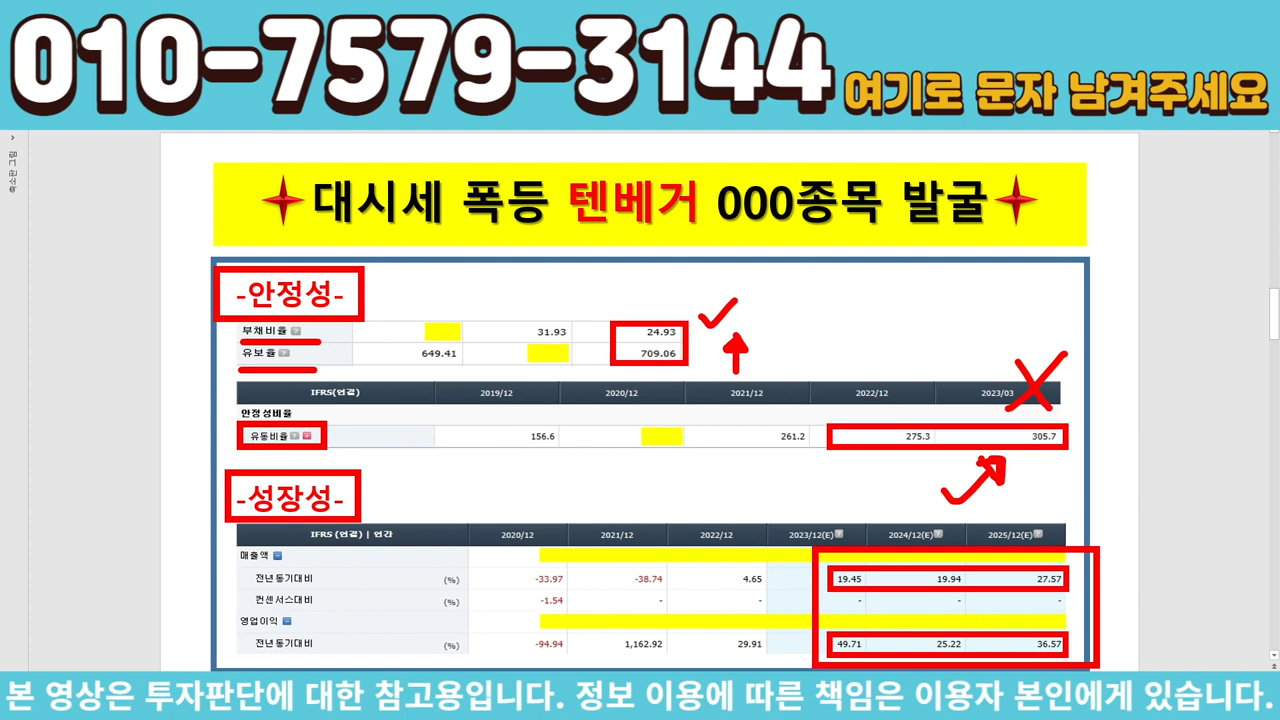 010-7579-3144 여기로 문자 남겨주세요
축소판 그림
대시세 폭등 텐베거 000종목 발굴
-안정성-
부채비율 31.93 24.93
유보율 649.41 709.06
IFRS(연결) 2019/12 2020/12 2021/12 2022/12 2023/03
안정성비율
유동비율 156.6 261.2 275.3 305.7
-성장성-
IFRS (연결) | 연간 2020/12 2021/12 2022/12 2023/12(E) 2024/12(E) 2025/12(E)
매출액
전년동기대비 (%) -33.97 -38.74 4.65 19.45 19.94 27.57
컨센서스대비 (%) -1.54 - - - - -
영업이익
전년동기대비 (%) -94.94 1,162.92 29.91 49.71 25.22 36.57
본 영상은 투자판단에 대한 참고용입니다. 정보 이용에 따른 책임은 이용자 본인에게 있습니다.